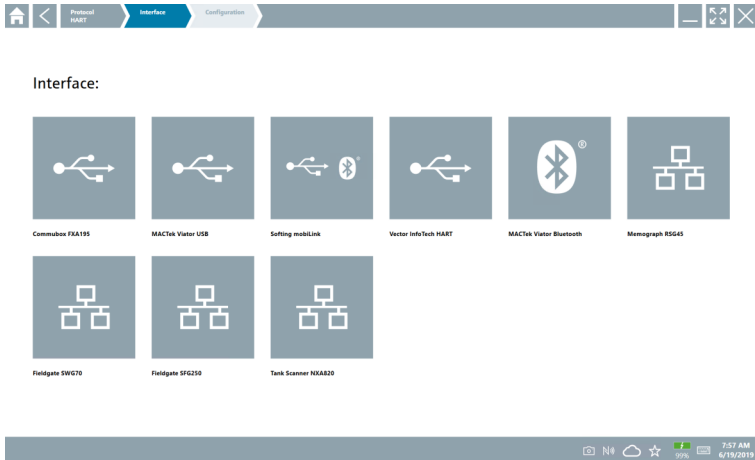 Protocol
HART
Interface
Configuration
Interface:
Commubox FXA195
MACTek Viator USB
Softing mobiLink
Vector InfoTech HART
MACTek Viator Bluetooth
Memograph RSG45
Fieldgate SWG70
Fieldgate SFG250
Tank Scanner NXA820
99%
7:57 AM
6/19/2019